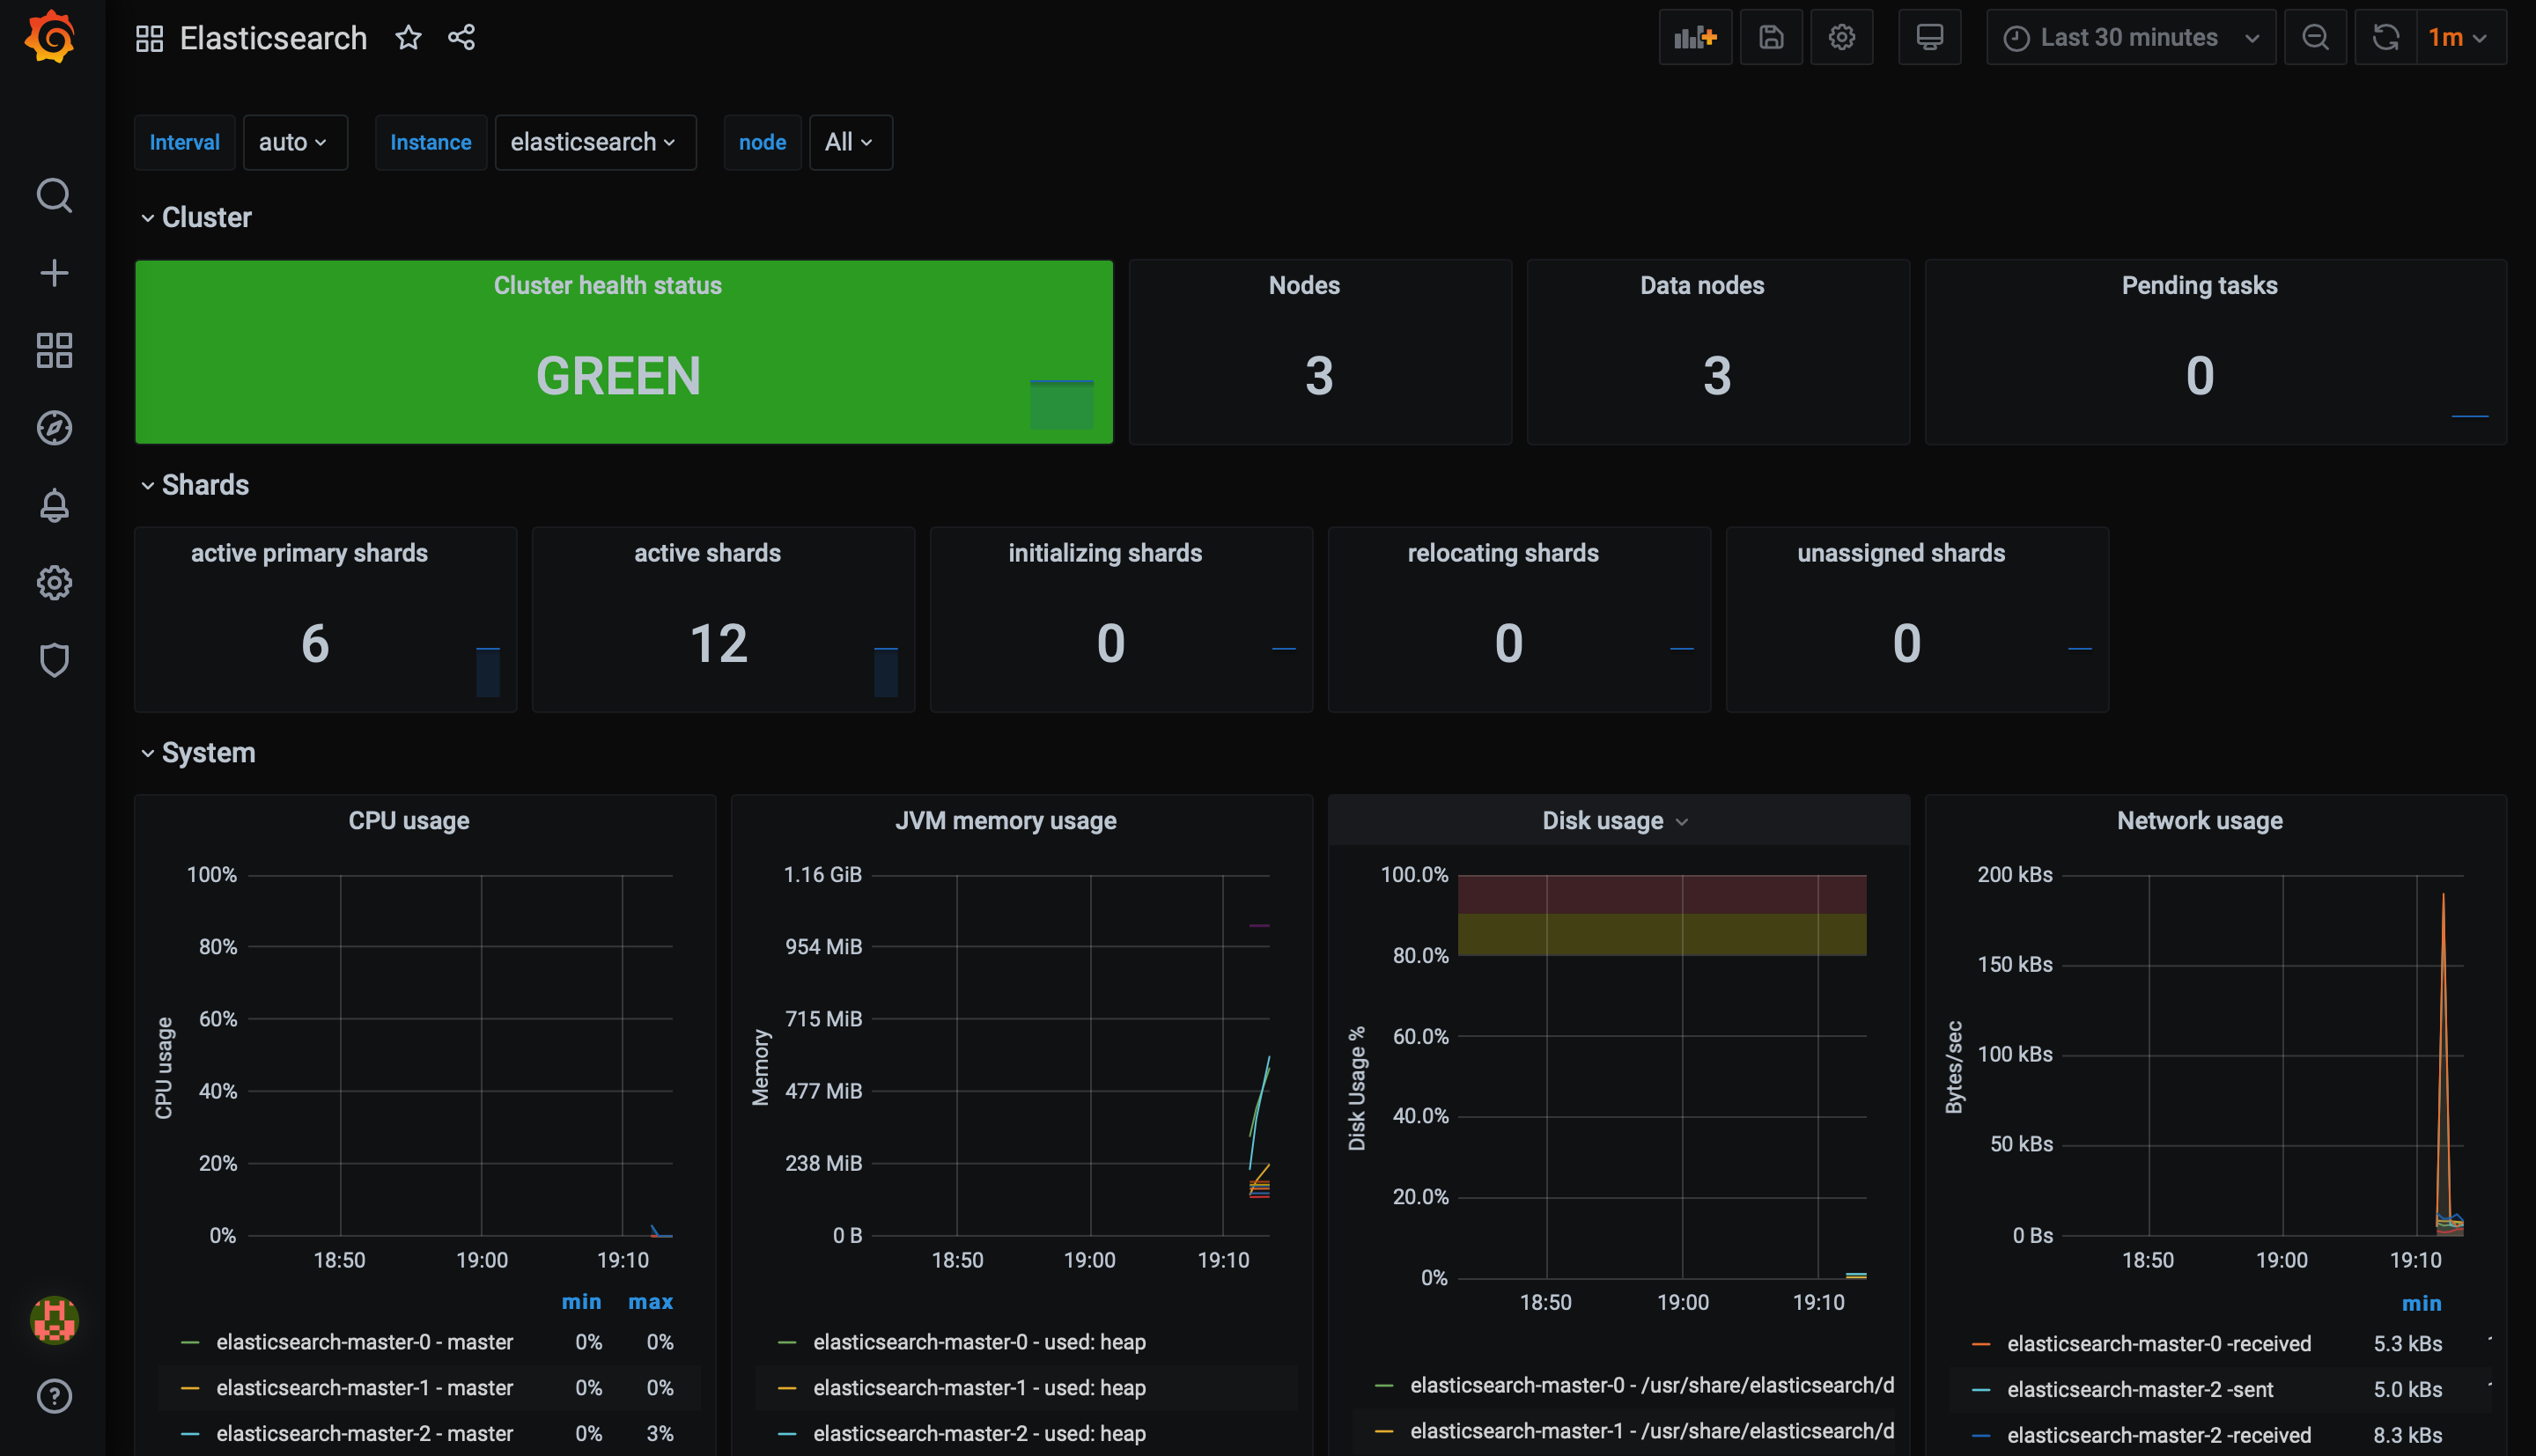 Elasticsearch
Last 30 minutes
1m
Interval auto Instance elasticsearch node All
Cluster
Cluster health status
GREEN
Nodes
3
Data nodes
3
Pending tasks
0
Shards
active primary shards
6
active shards
12
initializing shards
0
relocating shards
0
unassigned shards
0
System
CPU usage
100%
80%
60%
40%
20%
0%
CPU usage
18:50 19:00 19:10
min max
elasticsearch-master-0 - master 0% 0%
elasticsearch-master-1 - master 0% 0%
elasticsearch-master-2 - master 0% 3%
JVM memory usage
1.16 GiB
954 MiB
715 MiB
477 MiB
238 MiB
0 B
Memory
18:50 19:00 19:10
elasticsearch-master-0 - used: heap
elasticsearch-master-1 - used: heap
elasticsearch-master-2 - used: heap
Disk usage
100.0%
80.0%
60.0%
40.0%
20.0%
0%
Disk Usage %
18:50 19:00 19:10
elasticsearch-master-0 - /usr/share/elasticsearch/d
elasticsearch-master-1 - /usr/share/elasticsearch/d
Network usage
200 kBs
150 kBs
100 kBs
50 kBs
0 Bs
Bytes/sec
18:50 19:00 19:10
min
elasticsearch-master-0 -received 5.3 kBs
elasticsearch-master-2 -sent 5.0 kBs
elasticsearch-master-2 -received 8.3 kBs